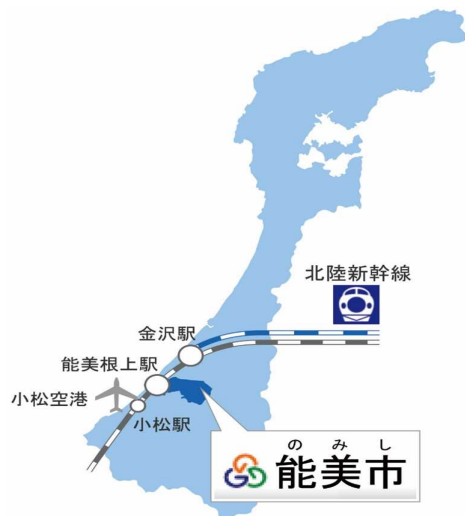 北陸新幹線
金沢駅
能美根上駅
小松空港
小松駅
のみし
能美市